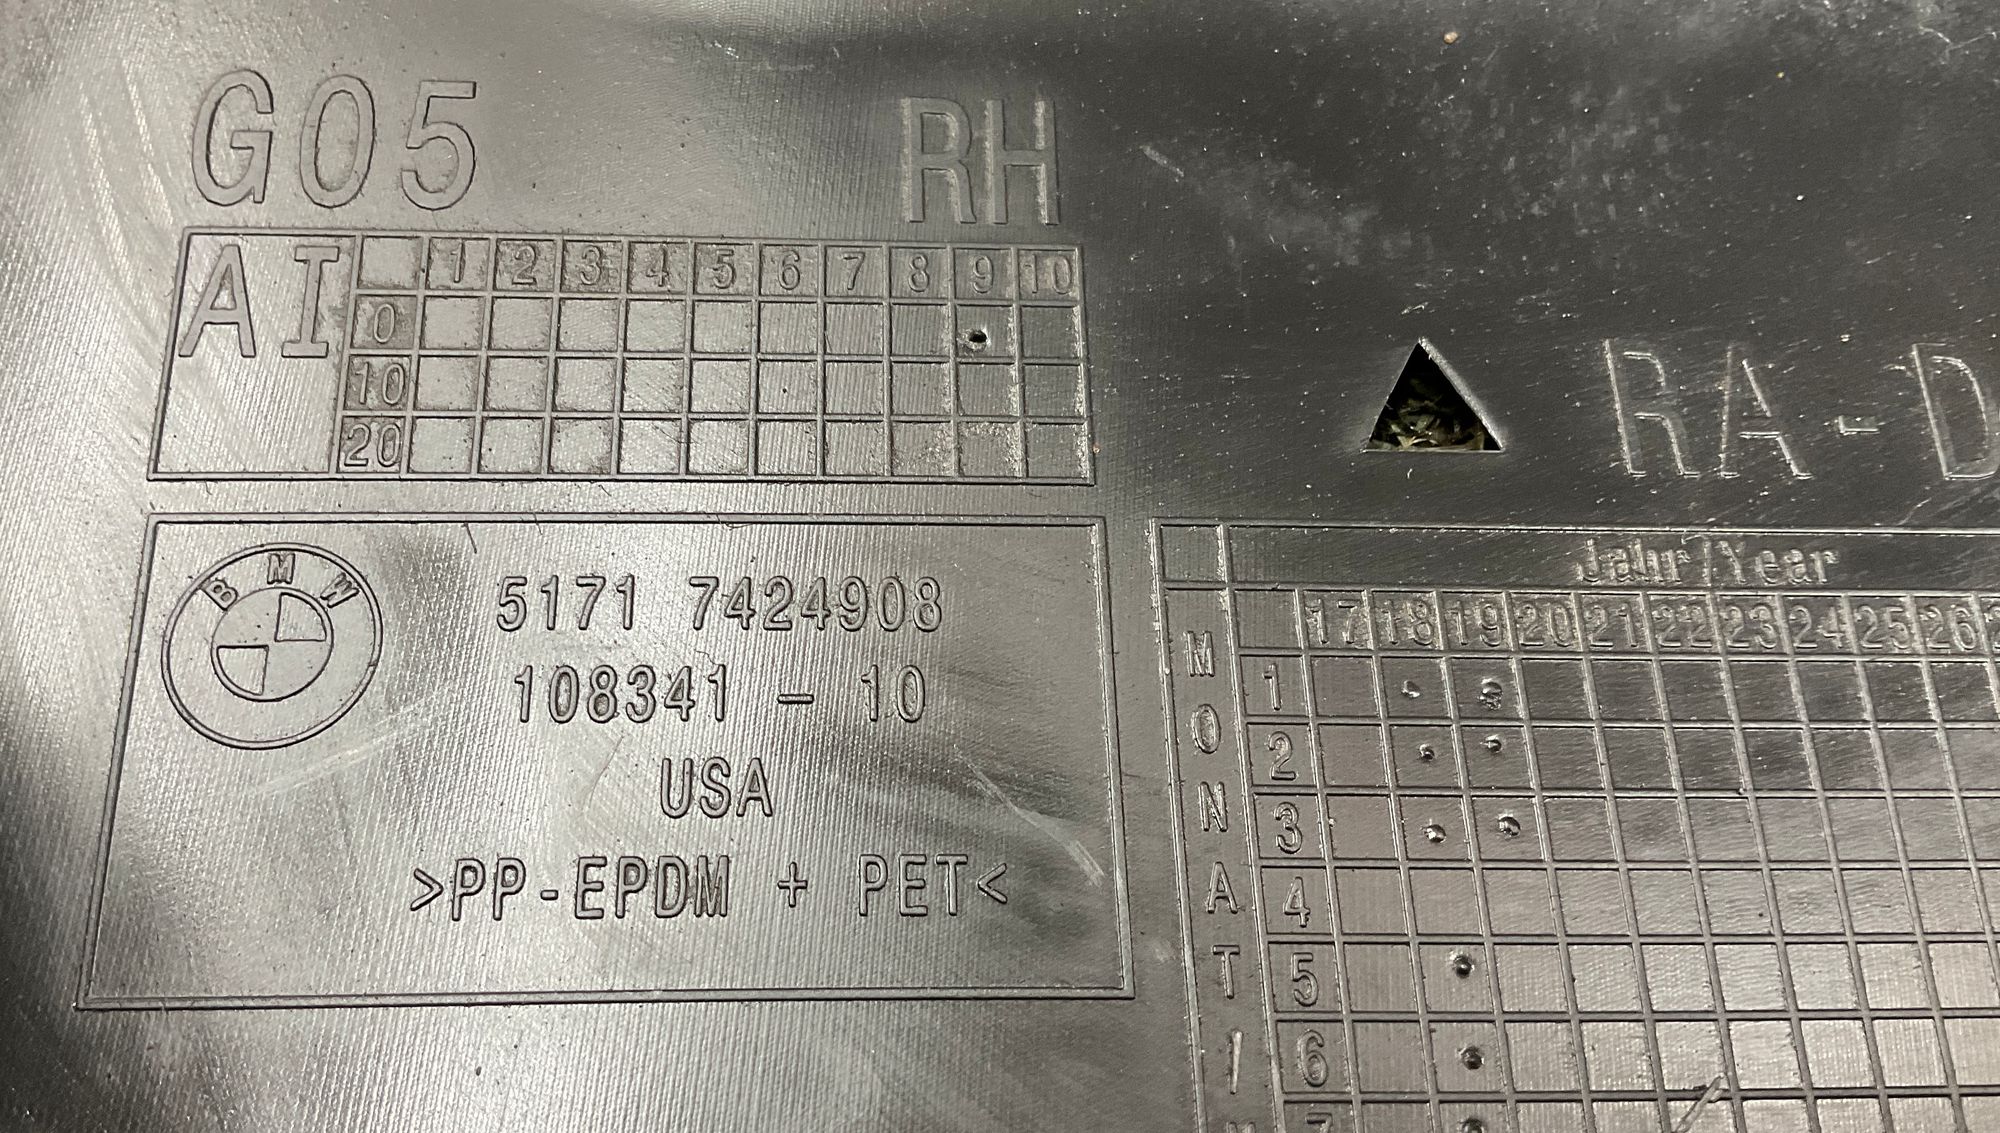 G05 RH
AI 1 2 3 4 5 6 7 8 9 10
0
10
20
RA-D
BMW
5171 7424908
108341 - 10
USA
>PP-EPDM + PET<
Jahr/Year
17 18 19 20 21 22 23 24 25 26
MONAT/M
1
2
3
4
5
6
7